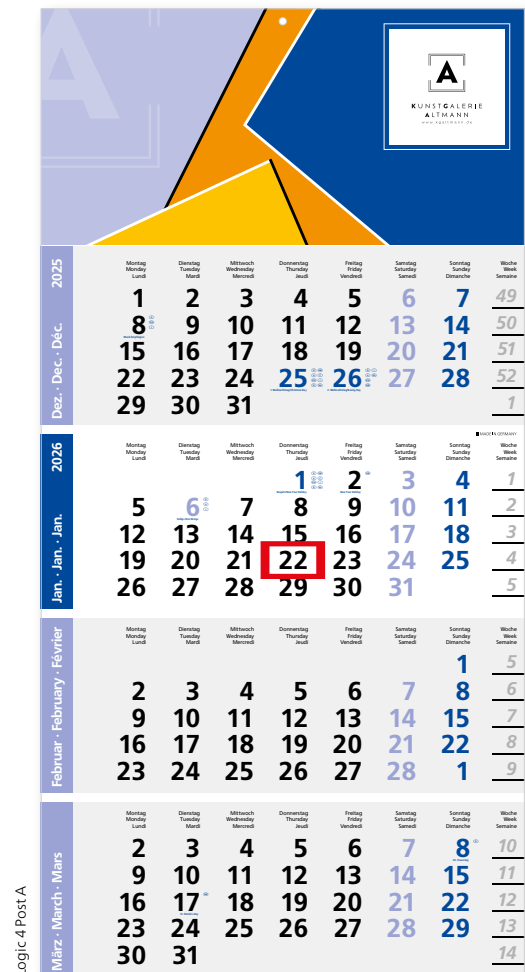 A
A
KUNSTGALERIE
ALTMANN
www.kgaltmann.de
Dez. · Dec. · Déc. 2025
Montag Dienstag Mittwoch Donnerstag Freitag Samstag Sonntag Woche
Monday Tuesday Wednesday Thursday Friday Saturday Sunday Week
Lundi Mardi Mercredi Jeudi Vendredi Samedi Dimanche Semaine
1 2 3 4 5 6 7 49
8 9 10 11 12 13 14 50
15 16 17 18 19 20 21 51
22 23 24 25 26 27 28 52
29 30 31 1
MADE IN GERMANY
Jan. · Jan. · Jan. 2026
Montag Dienstag Mittwoch Donnerstag Freitag Samstag Sonntag Woche
Monday Tuesday Wednesday Thursday Friday Saturday Sunday Week
Lundi Mardi Mercredi Jeudi Vendredi Samedi Dimanche Semaine
1 2 3 4 1
5 6 7 8 9 10 11 2
12 13 14 15 16 17 18 3
19 20 21 22 23 24 25 4
26 27 28 29 30 31 5
Februar · February · Février
Montag Dienstag Mittwoch Donnerstag Freitag Samstag Sonntag Woche
Monday Tuesday Wednesday Thursday Friday Saturday Sunday Week
Lundi Mardi Mercredi Jeudi Vendredi Samedi Dimanche Semaine
1 5
2 3 4 5 6 7 8 6
9 10 11 12 13 14 15 7
16 17 18 19 20 21 22 8
23 24 25 26 27 28 1 9
März · March · Mars
Montag Dienstag Mittwoch Donnerstag Freitag Samstag Sonntag Woche
Monday Tuesday Wednesday Thursday Friday Saturday Sunday Week
Lundi Mardi Mercredi Jeudi Vendredi Samedi Dimanche Semaine
2 3 4 5 6 7 8 10
9 10 11 12 13 14 15 11
16 17 18 19 20 21 22 12
23 24 25 26 27 28 29 13
30 31 14
ogic 4 Post A